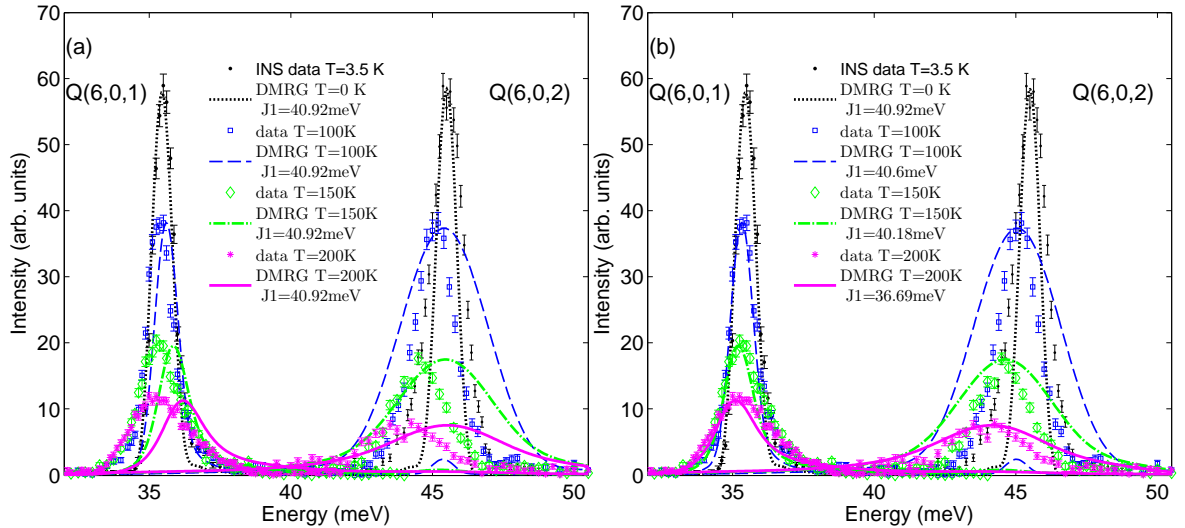 70
(a)
60
INS data T=3.5 K
Q(6,0,1)
DMRG T=0 K
Q(6,0,2)
J1=40.92meV
50
data T=100K
DMRG T=100K
J1=40.92meV
40
data T=150K
DMRG T=150K
J1=40.92meV
30
data T=200K
DMRG T=200K
J1=40.92meV
20
10
0
35
40
45
50
Intensity (arb. units)
Energy (meV)
70
(b)
60
INS data T=3.5 K
Q(6,0,1)
DMRG T=0 K
Q(6,0,2)
J1=40.92meV
50
data T=100K
DMRG T=100K
J1=40.6meV
40
data T=150K
DMRG T=150K
J1=40.18meV
30
data T=200K
DMRG T=200K
J1=36.69meV
20
10
0
35
40
45
50
Intensity (arb. units)
Energy (meV)